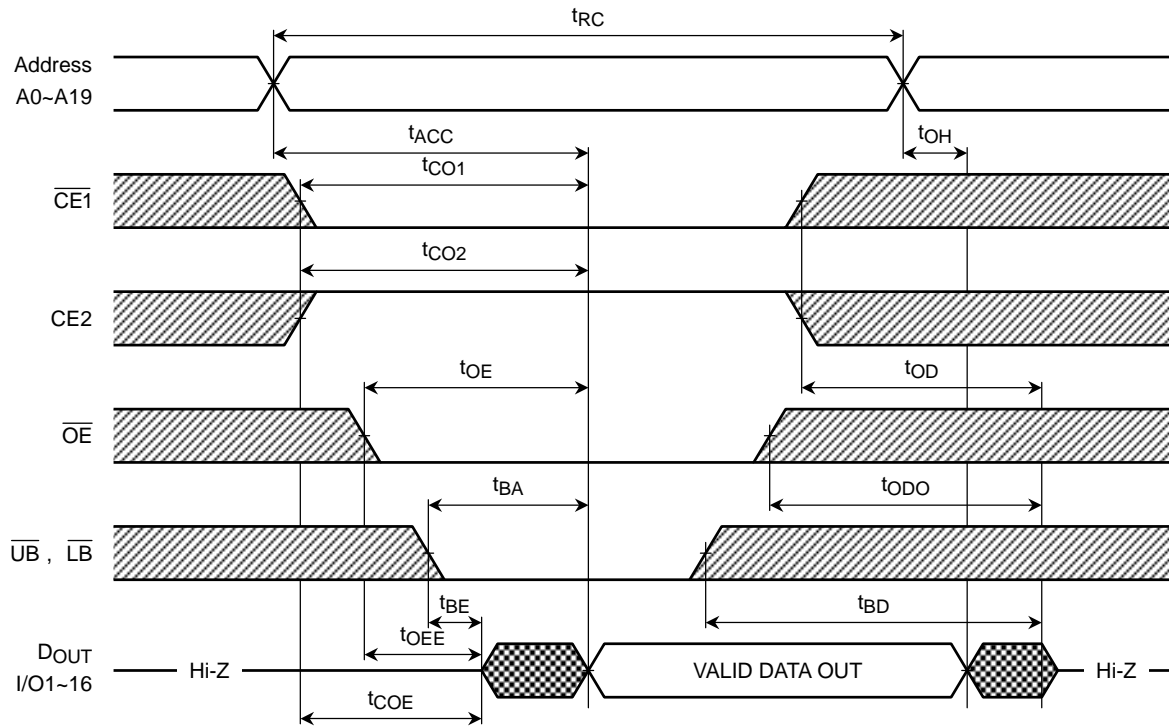 tRC
Address
A0~A19
tACC
tOH
tCO1
CE1
tCO2
CE2
tOE
tOD
OE
tBA
tODO
UB , LB
tBE
tBD
tOEE
DOUT
I/O1~16
Hi-Z
VALID DATA OUT
Hi-Z
tCOE